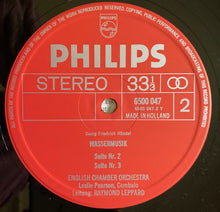 PHILIPS
STEREO 33⅓
6500 047
2
MADE IN HOLLAND
Georg Friedrich Händel
WASSERMUSIK
Suite Nr. 2
Suite Nr. 3
ENGLISH CHAMBER ORCHESTRA
Leslie Pearson, Cembalo
Leitung: RAYMOND LEPPARD